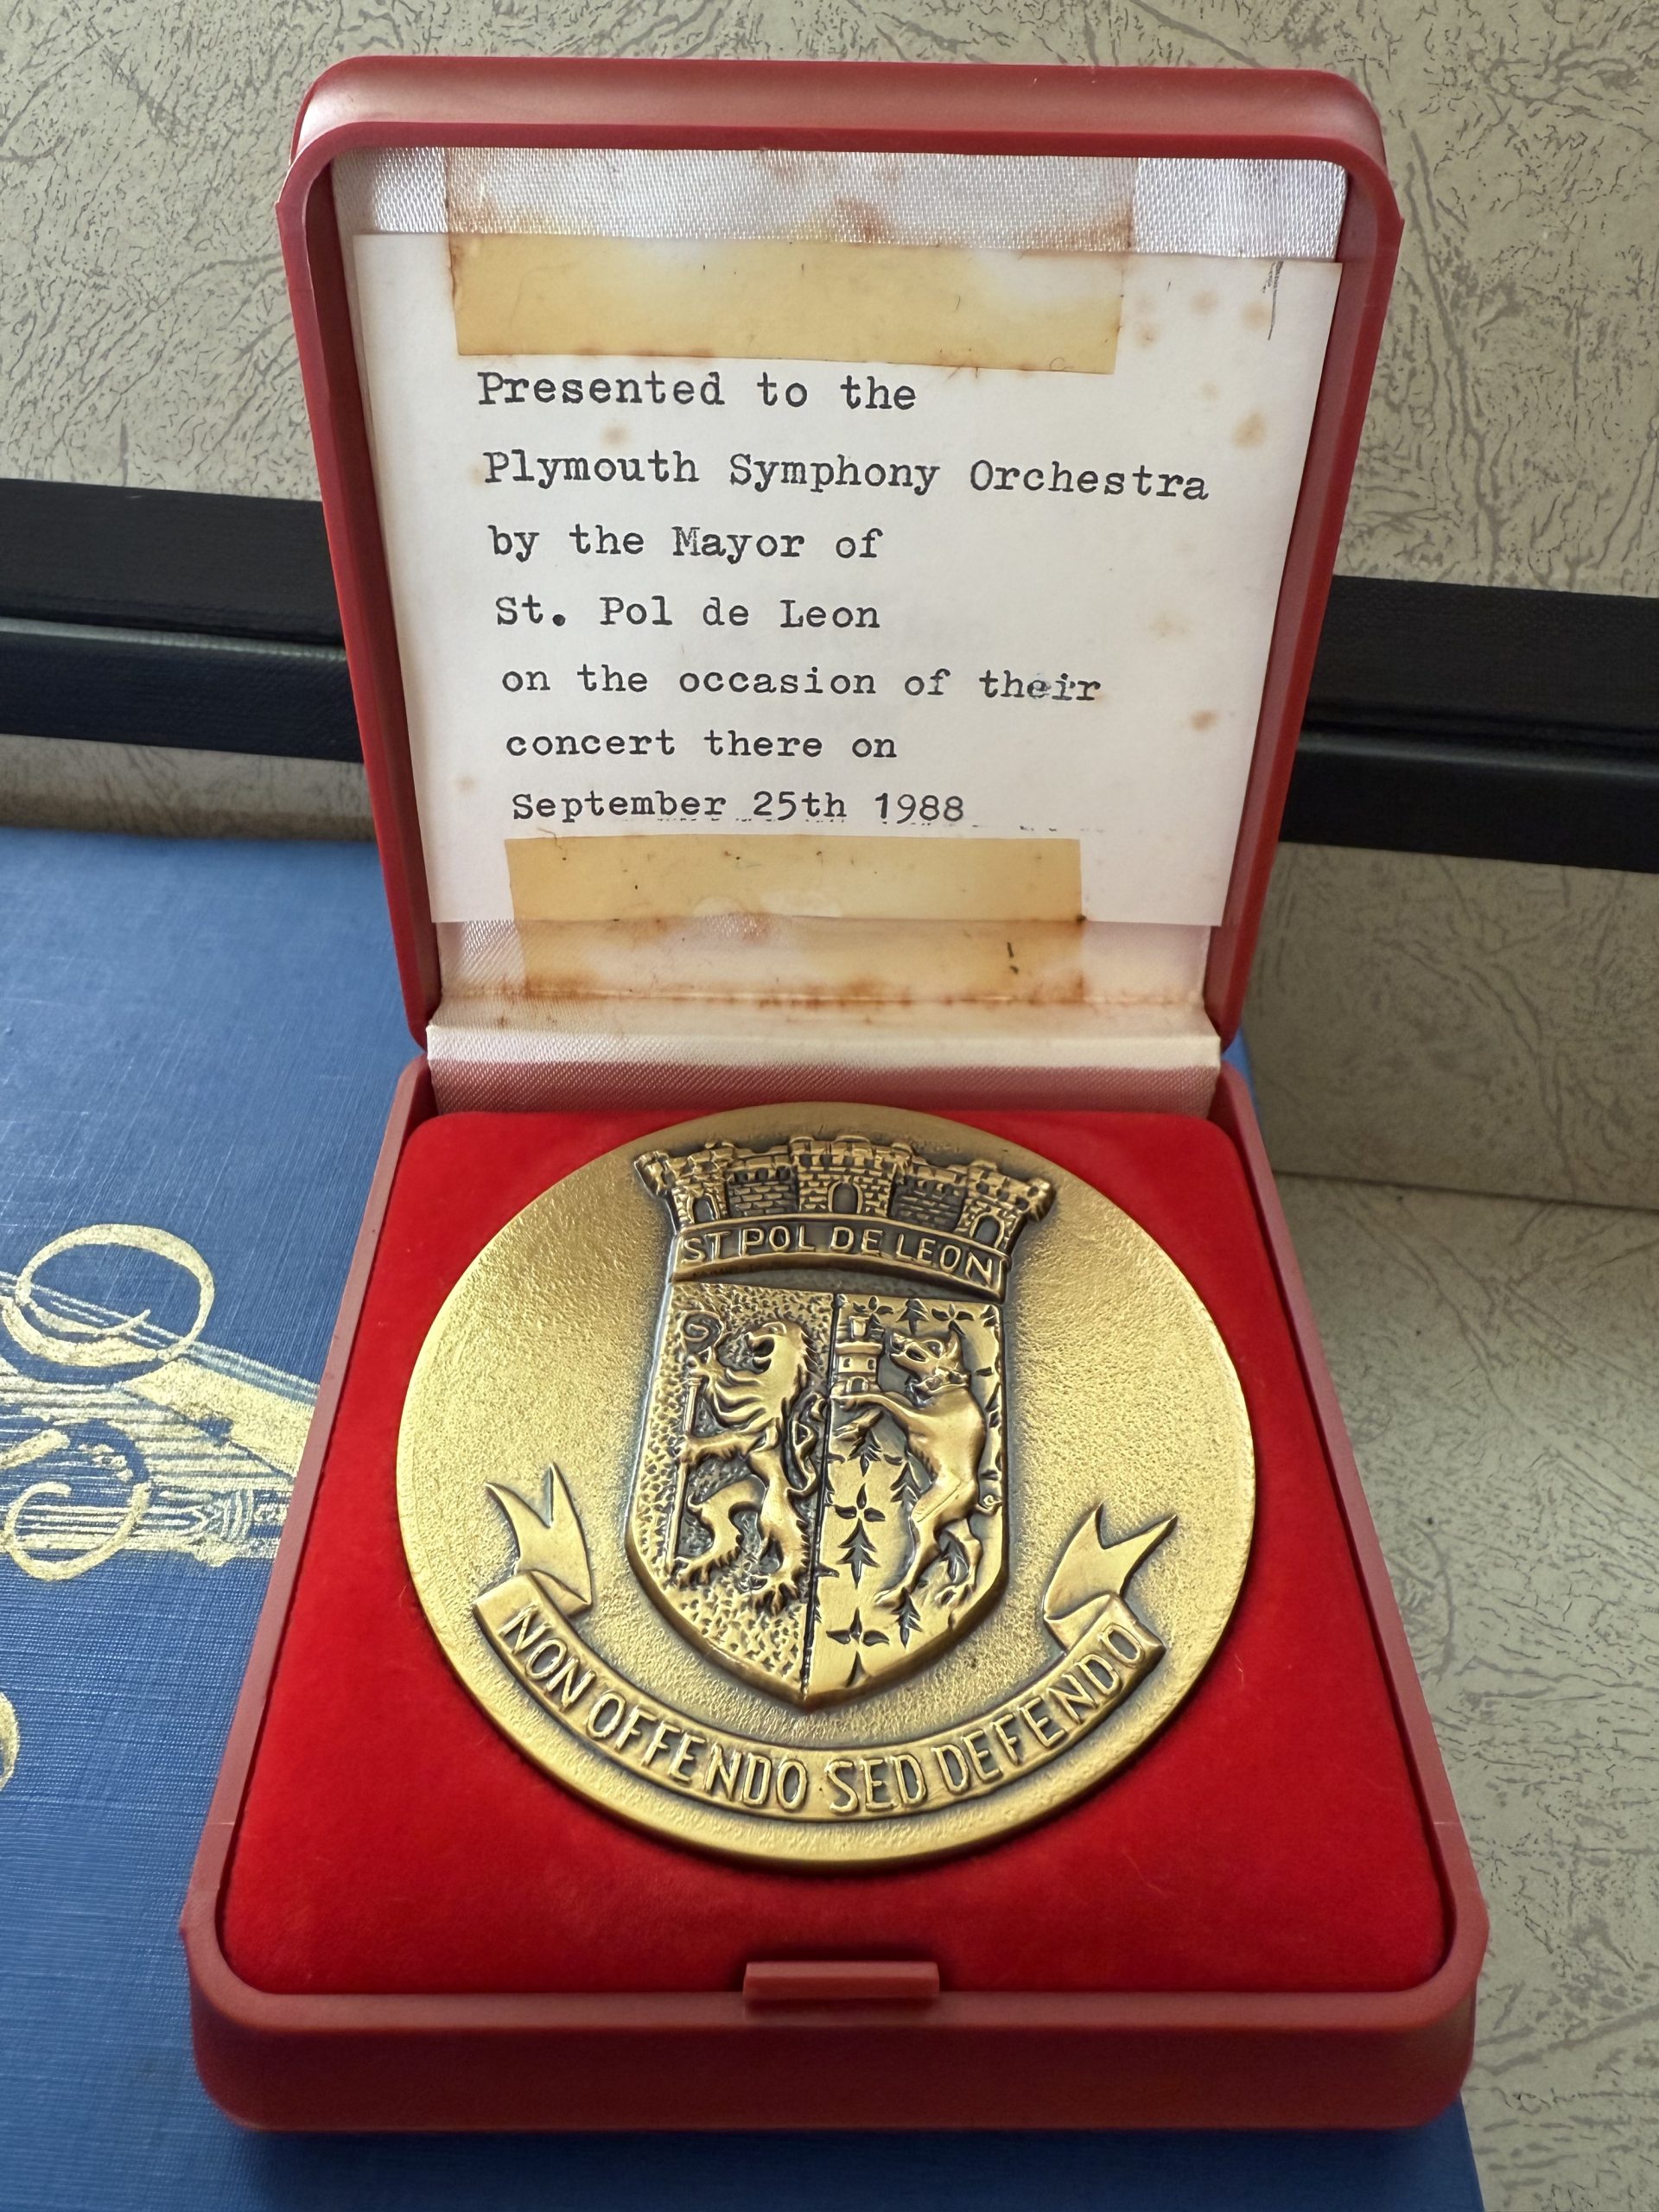 Presented to the
Plymouth Symphony Orchestra
by the Mayor of
St. Pol de Leon
on the occasion of their
concert there on
September 25th 1988
ST POL DE LEON
NON OFFENDO SED DEFENDO